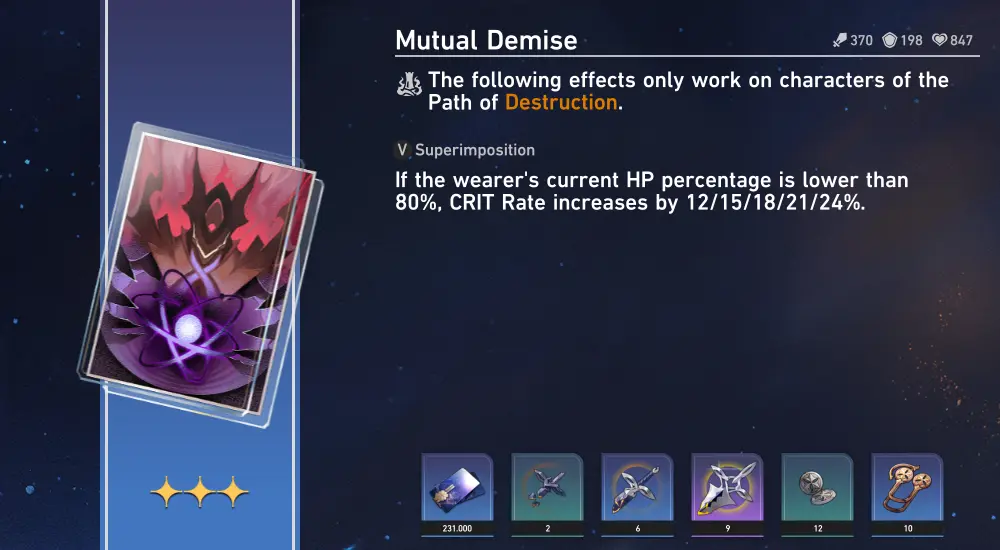 Mutual Demise
370 198 847
The following effects only work on characters of the
Path of Destruction.
V Superimposition
If the wearer's current HP percentage is lower than
80%, CRIT Rate increases by 12/15/18/21/24%.
231.000 2 6 9 12 10